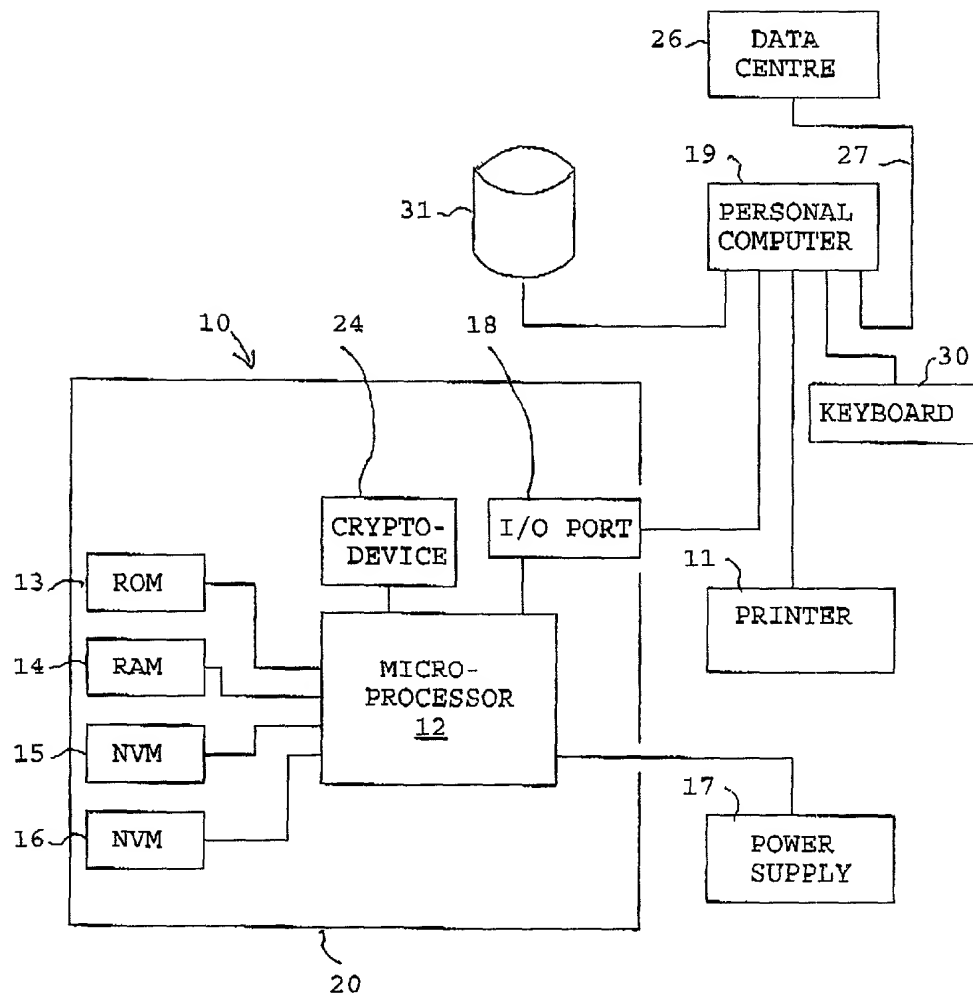 26
DATA
CENTRE
19
27
31
PERSONAL
COMPUTER
10
24
18
30
KEYBOARD
CRYPTO-
DEVICE
I/O PORT
13
ROM
11
PRINTER
14
RAM
MICRO-
PROCESSOR
12
15
NVM
17
16
NVM
POWER
SUPPLY
20